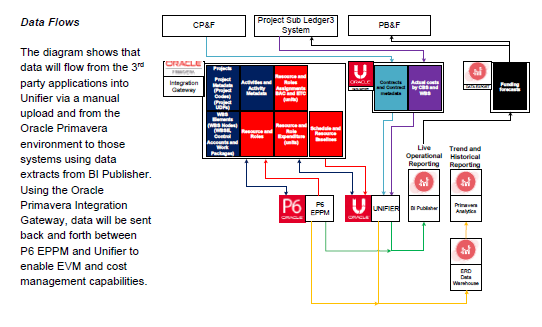 Data Flows
The diagram shows that
data will flow from the 3rd
party applications into
Unifier via a manual
upload and from the
Oracle Primavera
environment to those
systems using data
extracts from BI Publisher.
Using the Oracle
Primavera Integration
Gateway, data will be sent
back and forth between
P6 EPPM and Unifier to
enable EVM and cost
management capabilities.
CP&F
Project Sub Ledger3
System
PB&F
ORACLE
PRIMAVERA
Integration
Gateway
Projects
Project
Metadata
(Project
Codes)
(Project
UDFs)
WBS
Elements
(WBS Nodes)
(WBSS,
Control
Accounts and
Work
Packages)
Activities and
Activity
Metadata
Resource and
Roles
Resource and
Roles
Assignments
BAC and ETC
(units)
Resource and
Role
Expenditure
(units)
Schedule and
Resource
Baselines
U
ORACLE
Contracts
and Contract
metadata
Actual costs
by CBS and
WBS
bi
DATA EXPORT
Funding
forecasts
Live
Operational
Reporting
Trend and
Historical
Reporting
P6
ORACLE
P6
EPPM
U
ORACLE
UNIFIER
BI Publisher
Primavera
Analytics
ERD
Data
Warehouse